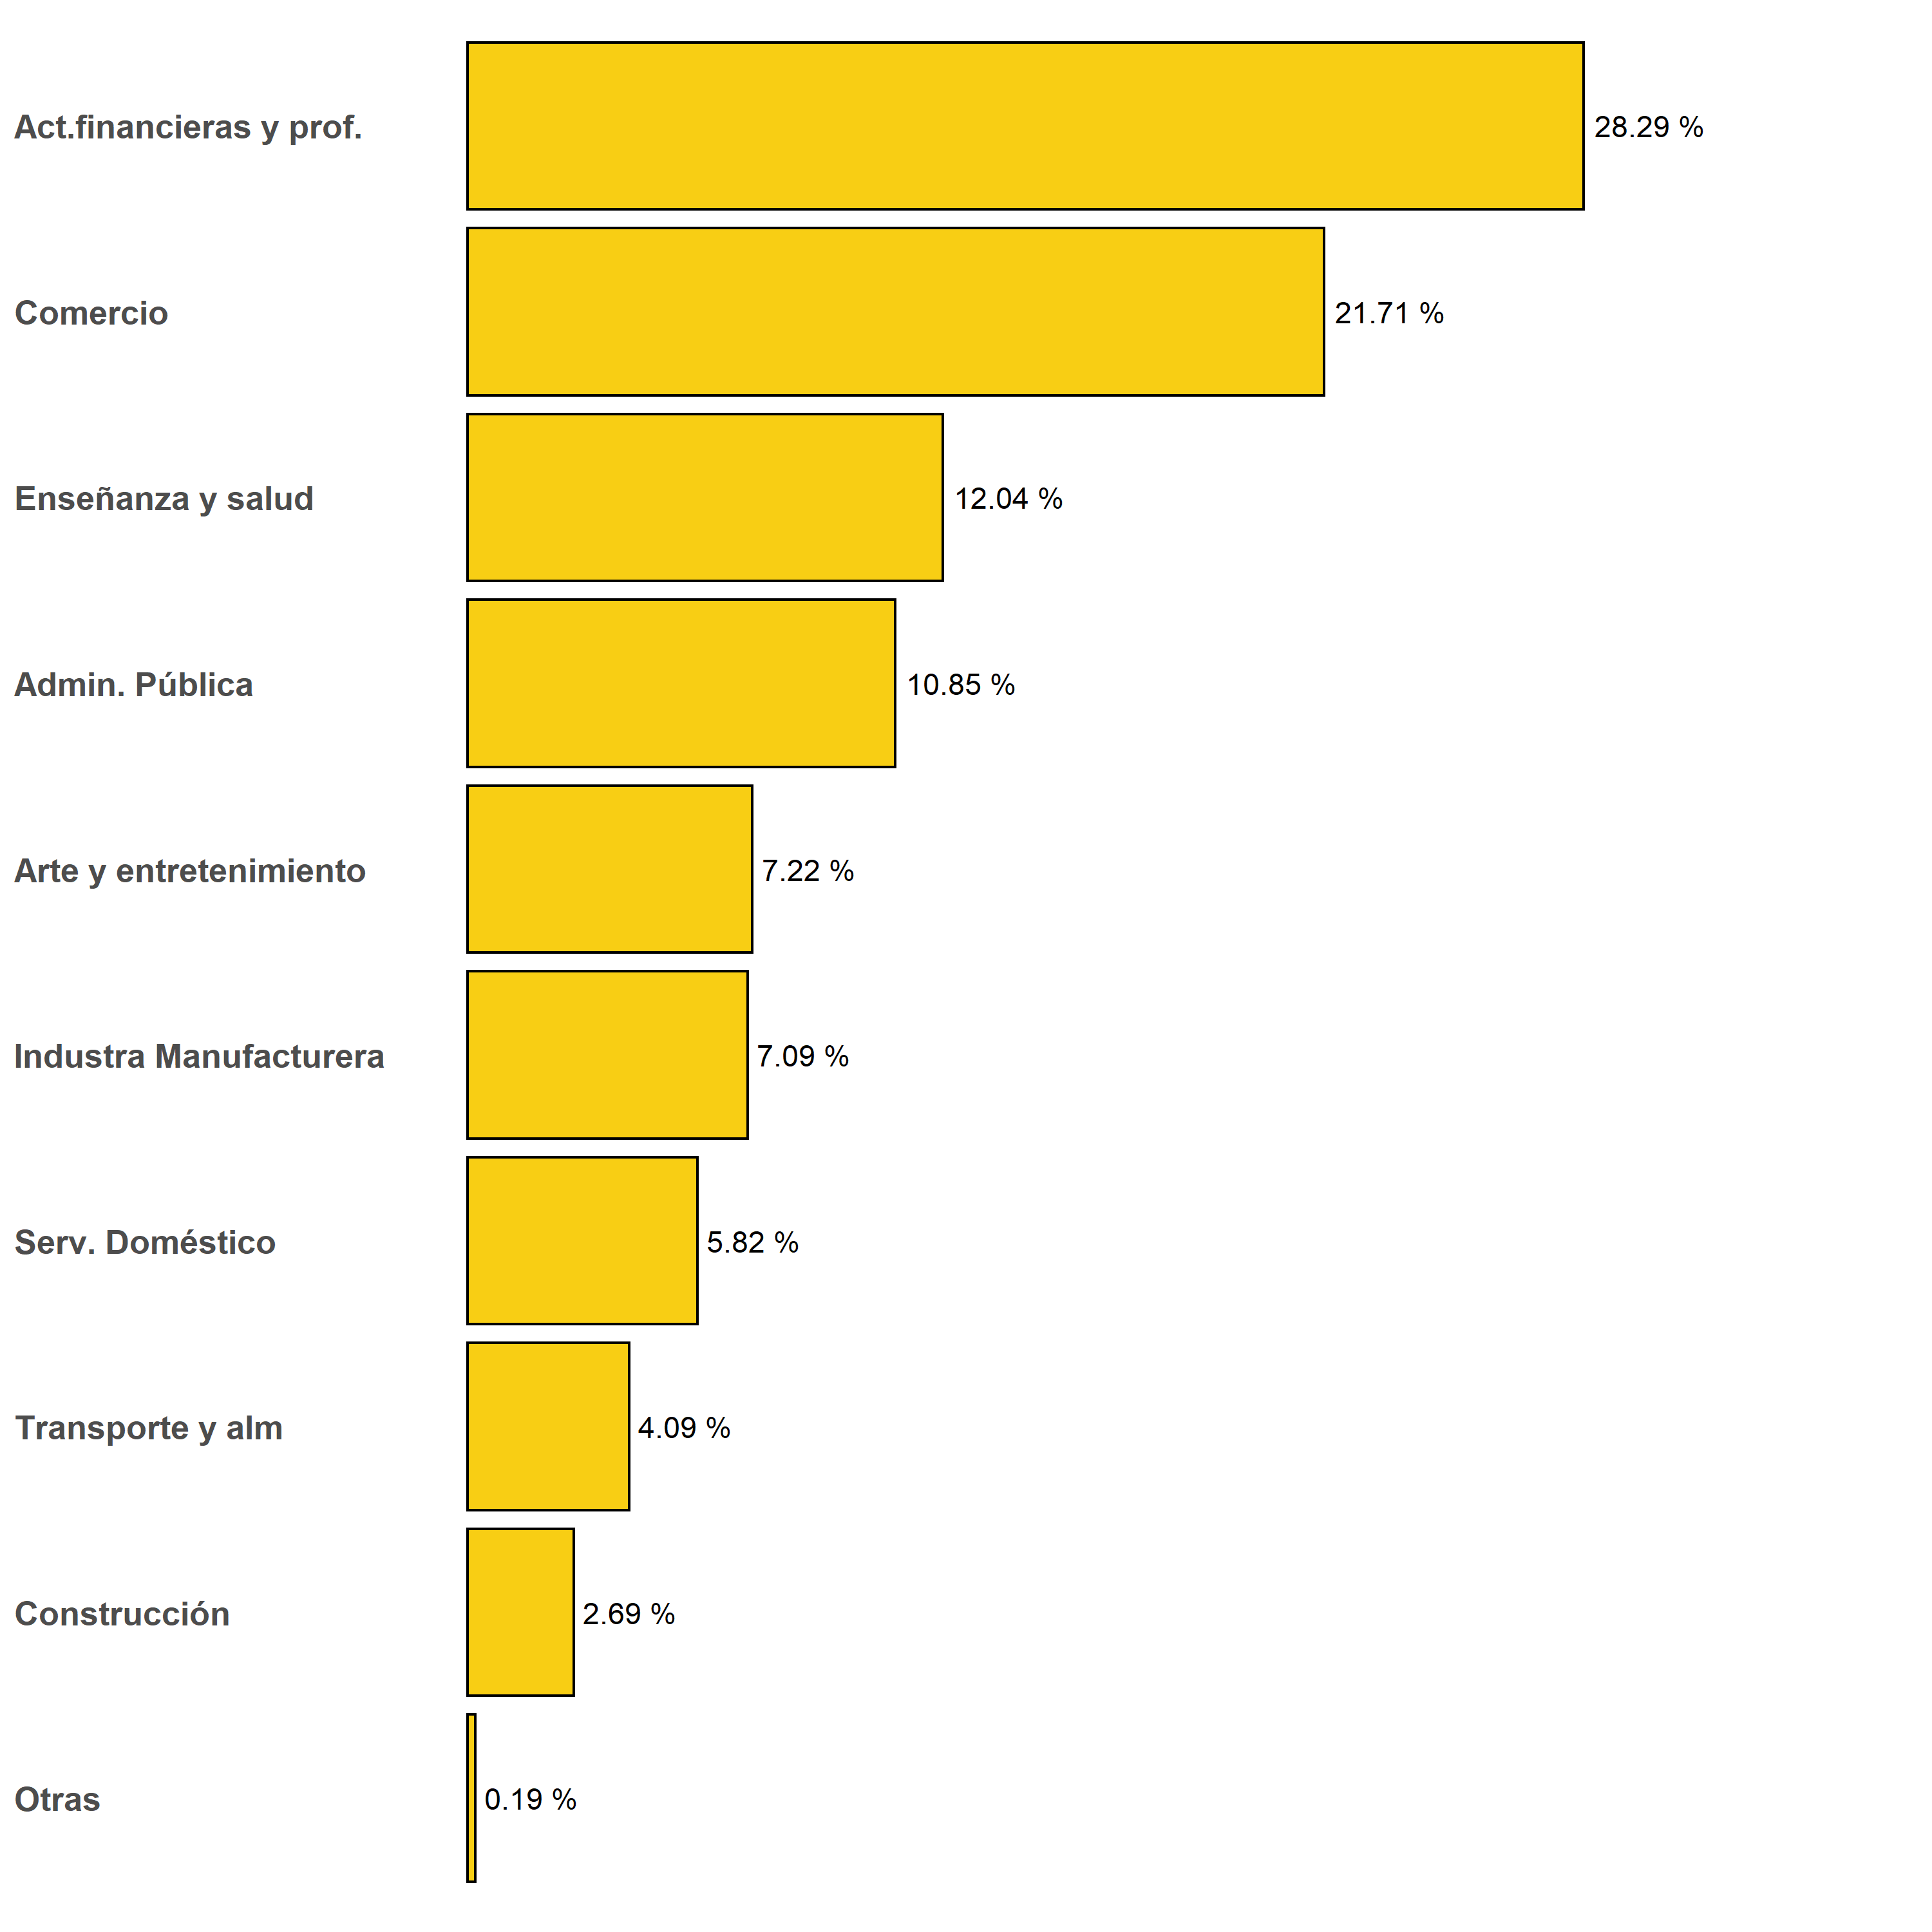 Act.financieras y prof. 28.29 %
Comercio 21.71 %
Enseñanza y salud 12.04 %
Admin. Pública 10.85 %
Arte y entretenimiento 7.22 %
Industra Manufacturera 7.09 %
Serv. Doméstico 5.82 %
Transporte y alm 4.09 %
Construcción 2.69 %
Otras 0.19 %